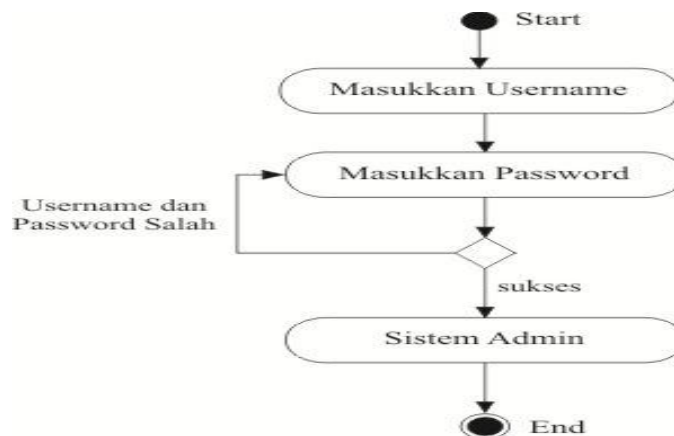 Start
Masukkan Username
Masukkan Password
Username dan
Password Salah
sukses
Sistem Admin
End